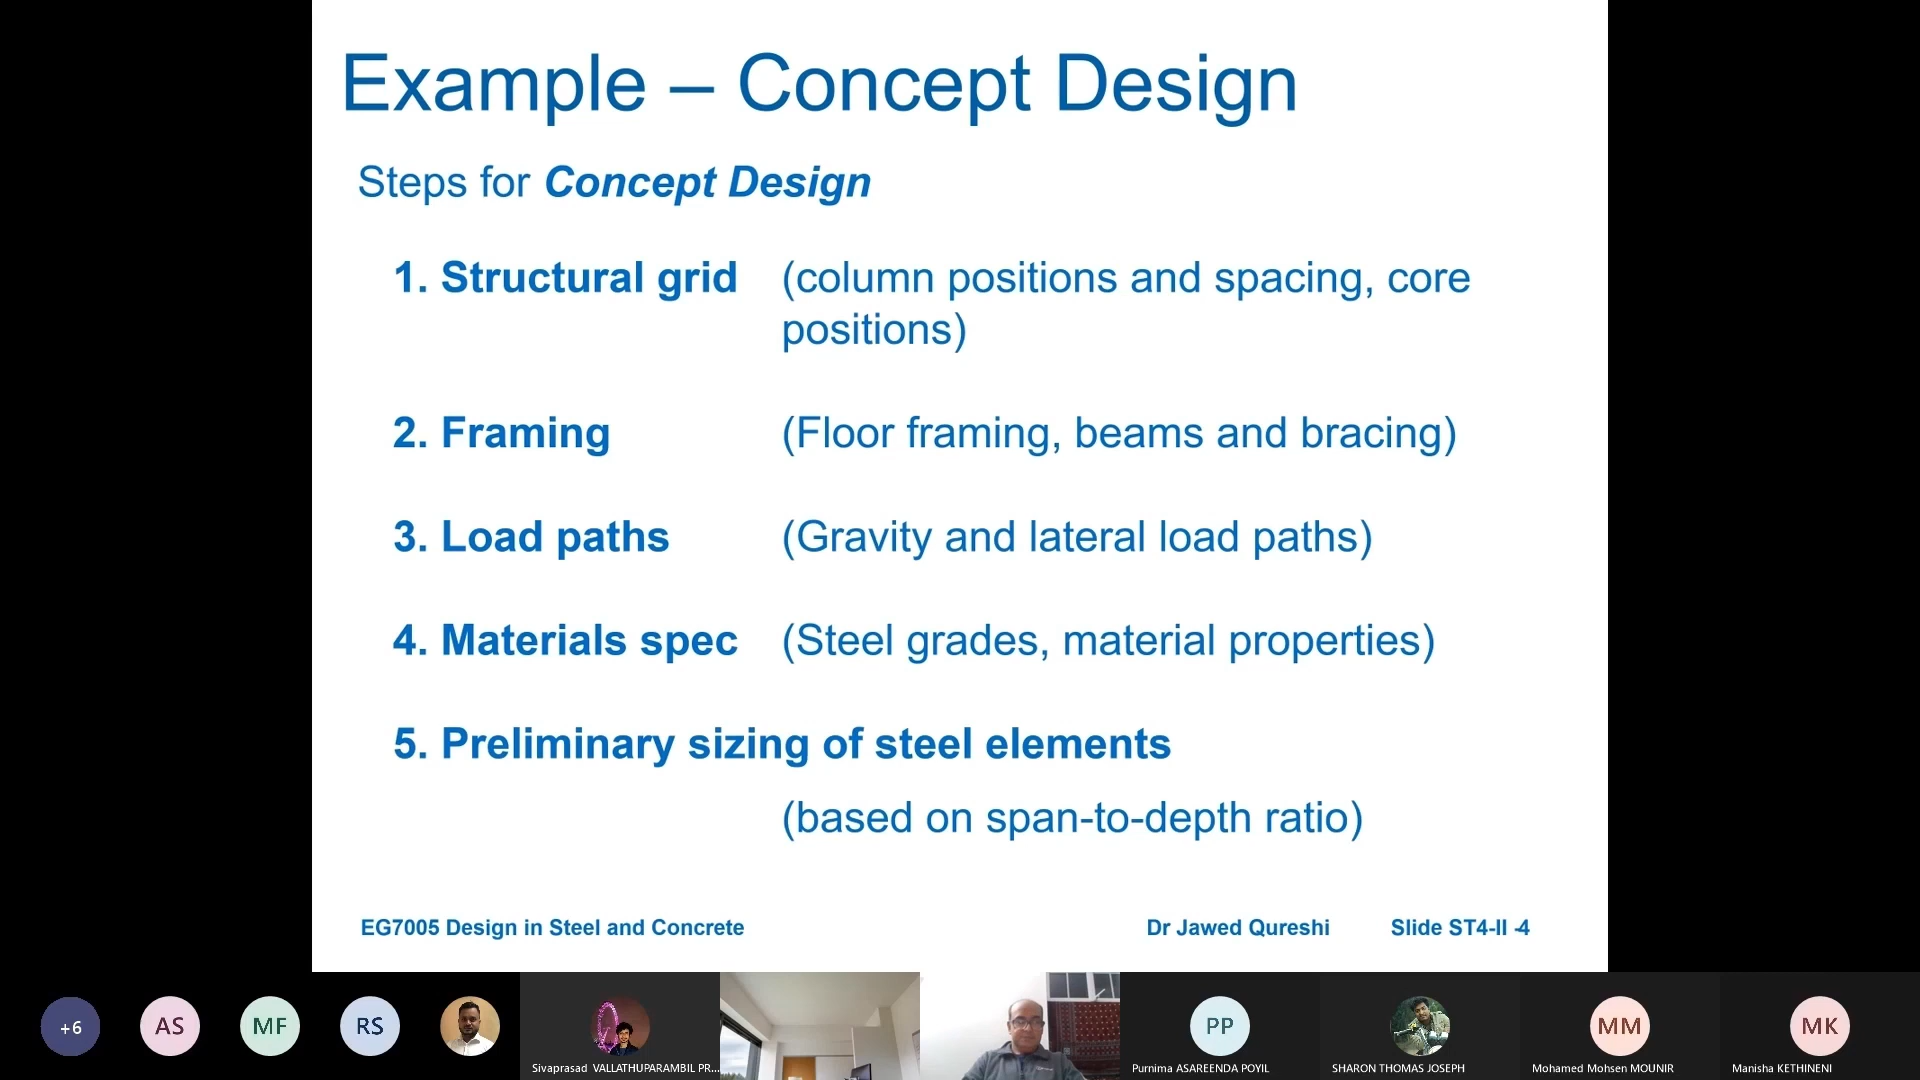 Example – Concept Design
Steps for Concept Design
1. Structural grid (column positions and spacing, core
positions)
2. Framing (Floor framing, beams and bracing)
3. Load paths (Gravity and lateral load paths)
4. Materials spec (Steel grades, material properties)
5. Preliminary sizing of steel elements
(based on span-to-depth ratio)
EG7005 Design in Steel and Concrete Dr Jawed Qureshi Slide ST4-II -4
+6 AS MF RS PP MM MK
Sivaprasad VALLATHUPARAMBIL PR... Purnima ASAREENDA POYIL SHARON THOMAS JOSEPH Mohamed Mohsen MOUNIR Manisha KETHINENI